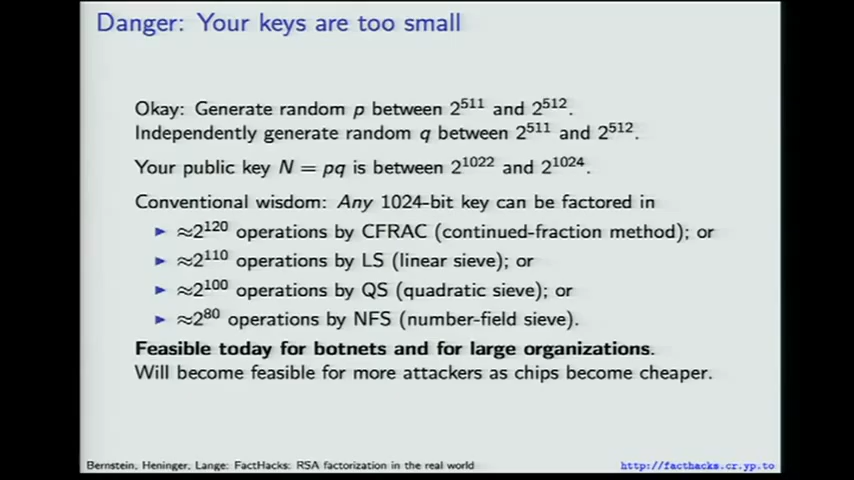 Danger: Your keys are too small
Okay: Generate random p between 2^511 and 2^512.
Independently generate random q between 2^511 and 2^512.
Your public key N = pq is between 2^1022 and 2^1024.
Conventional wisdom: Any 1024-bit key can be factored in
▶ ≈2^120 operations by CFRAC (continued-fraction method); or
▶ ≈2^110 operations by LS (linear sieve); or
▶ ≈2^100 operations by QS (quadratic sieve); or
▶ ≈2^80 operations by NFS (number-field sieve).
Feasible today for botnets and for large organizations.
Will become feasible for more attackers as chips become cheaper.
Bernstein, Heninger, Lange: FactHacks: RSA factorization in the real world
http://facthacks.cr.yp.to